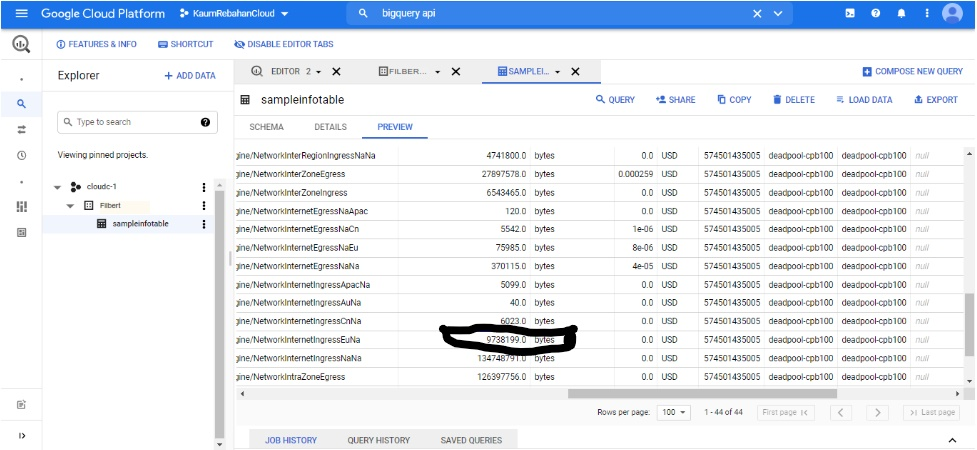 Google Cloud Platform KaumRebahanCloud bigquery api
FEATURES & INFO SHORTCUT DISABLE EDITOR TABS
Explorer + ADD DATA EDITOR 2 FILBER... SAMPLEI... COMPOSE NEW QUERY
sampleinfotable QUERY SHARE COPY DELETE LOAD DATA EXPORT
Type to search
SCHEMA DETAILS PREVIEW
Viewing pinned projects.
cloudc-1
Filbert
sampleinfotable
gine/NetworkInterRegionIngressNaNa 4741800.0 bytes 0.0 USD 574501435005 deadpool-cpb100 deadpool-cpb100 null
gine/NetworkInterZoneEgress 27897578.0 bytes 0.000259 USD 574501435005 deadpool-cpb100 deadpool-cpb100 null
gine/NetworkInterZoneIngress 6543465.0 bytes 0.0 USD 574501435005 deadpool-cpb100 deadpool-cpb100 null
gine/NetworkInternetEgressNaApac 120.0 bytes 0.0 USD 574501435005 deadpool-cpb100 deadpool-cpb100 null
gine/NetworkInternetEgressNaCn 5542.0 bytes 1e-06 USD 574501435005 deadpool-cpb100 deadpool-cpb100 null
gine/NetworkInternetEgressNaEu 75985.0 bytes 8e-06 USD 574501435005 deadpool-cpb100 deadpool-cpb100 null
gine/NetworkInternetEgressNaNa 370115.0 bytes 4e-05 USD 574501435005 deadpool-cpb100 deadpool-cpb100 null
gine/NetworkInternetIngressApacNa 5099.0 bytes 0.0 USD 574501435005 deadpool-cpb100 deadpool-cpb100 null
gine/NetworkInternetIngressAuNa 40.0 bytes 0.0 USD 574501435005 deadpool-cpb100 deadpool-cpb100 null
gine/NetworkInternetIngressCnNa 6023.0 bytes 0.0 USD 574501435005 deadpool-cpb100 deadpool-cpb100 null
gine/NetworkInternetIngressEuNa 9738199.0 bytes 0.0 USD 574501435005 deadpool-cpb100 deadpool-cpb100 null
gine/NetworkInternetIngressNaNa 134748791.0 bytes 0.0 USD 574501435005 deadpool-cpb100 deadpool-cpb100 null
gine/NetworkIntraZoneEgress 126397756.0 bytes 0.0 USD 574501435005 deadpool-cpb100 deadpool-cpb100 null
Rows per page: 100 1 - 44 of 44 First page Last page
JOB HISTORY QUERY HISTORY SAVED QUERIES